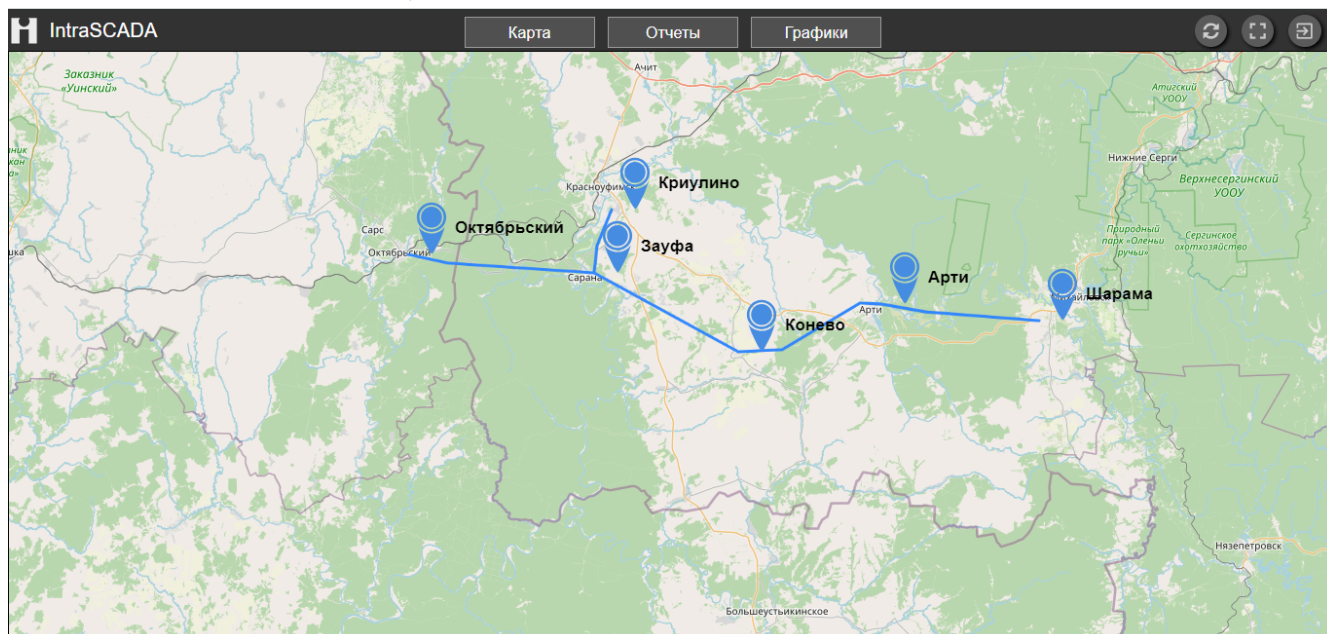 IntraSCADA
Карта
Отчеты
Графики
Заказник
«Уинский»
Ачит
Атигский
УООУ
Нижние Серги
Верхнесергинский
УООУ
Криулино
Сарс
Октябрьский
Октябрьский
Зауфа
Сарана
Природный
парк «Оленьи
ручьи»
Сергинское
охотхозяйство
Арти
Арти
Шарама
Конево
Нязепетровск
Большеустьикинское